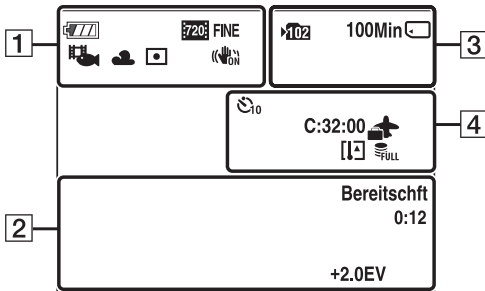 1
720 FINE
ON
102 100Min
3
10
C:32:00
FULL
4
2
Bereitschft
0:12
+2.0EV